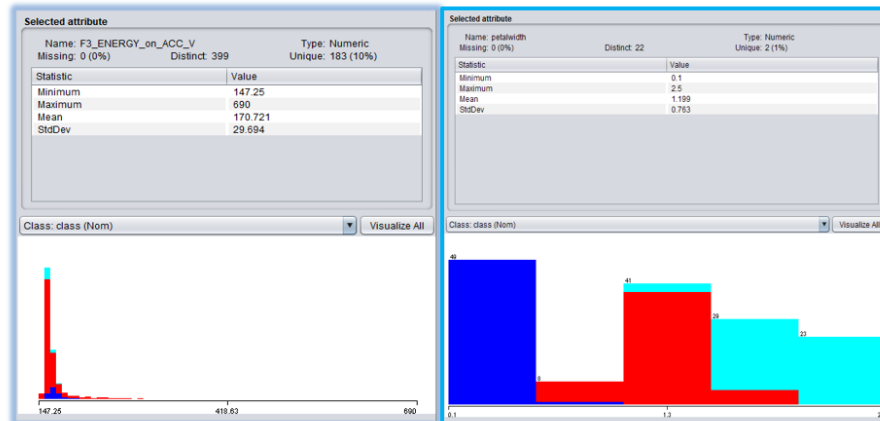 Selected attribute
Name: F3_ENERGY_on_ACC_V Type: Numeric
Missing: 0 (0%) Distinct: 399 Unique: 183 (10%)
Statistic Value
Minimum 147.25
Maximum 690
Mean 170.721
StdDev 29.694
Class: class (Nom) Visualize All
147.25 418.63 690
Selected attribute
Name: petalwidth Type: Numeric
Missing: 0 (0%) Distinct: 22 Unique: 2 (1%)
Statistic Value
Minimum 0.1
Maximum 2.5
Mean 1.199
StdDev 0.763
Class: class (Nom) Visualize All
49
8
41
29
23
0.1 1.3